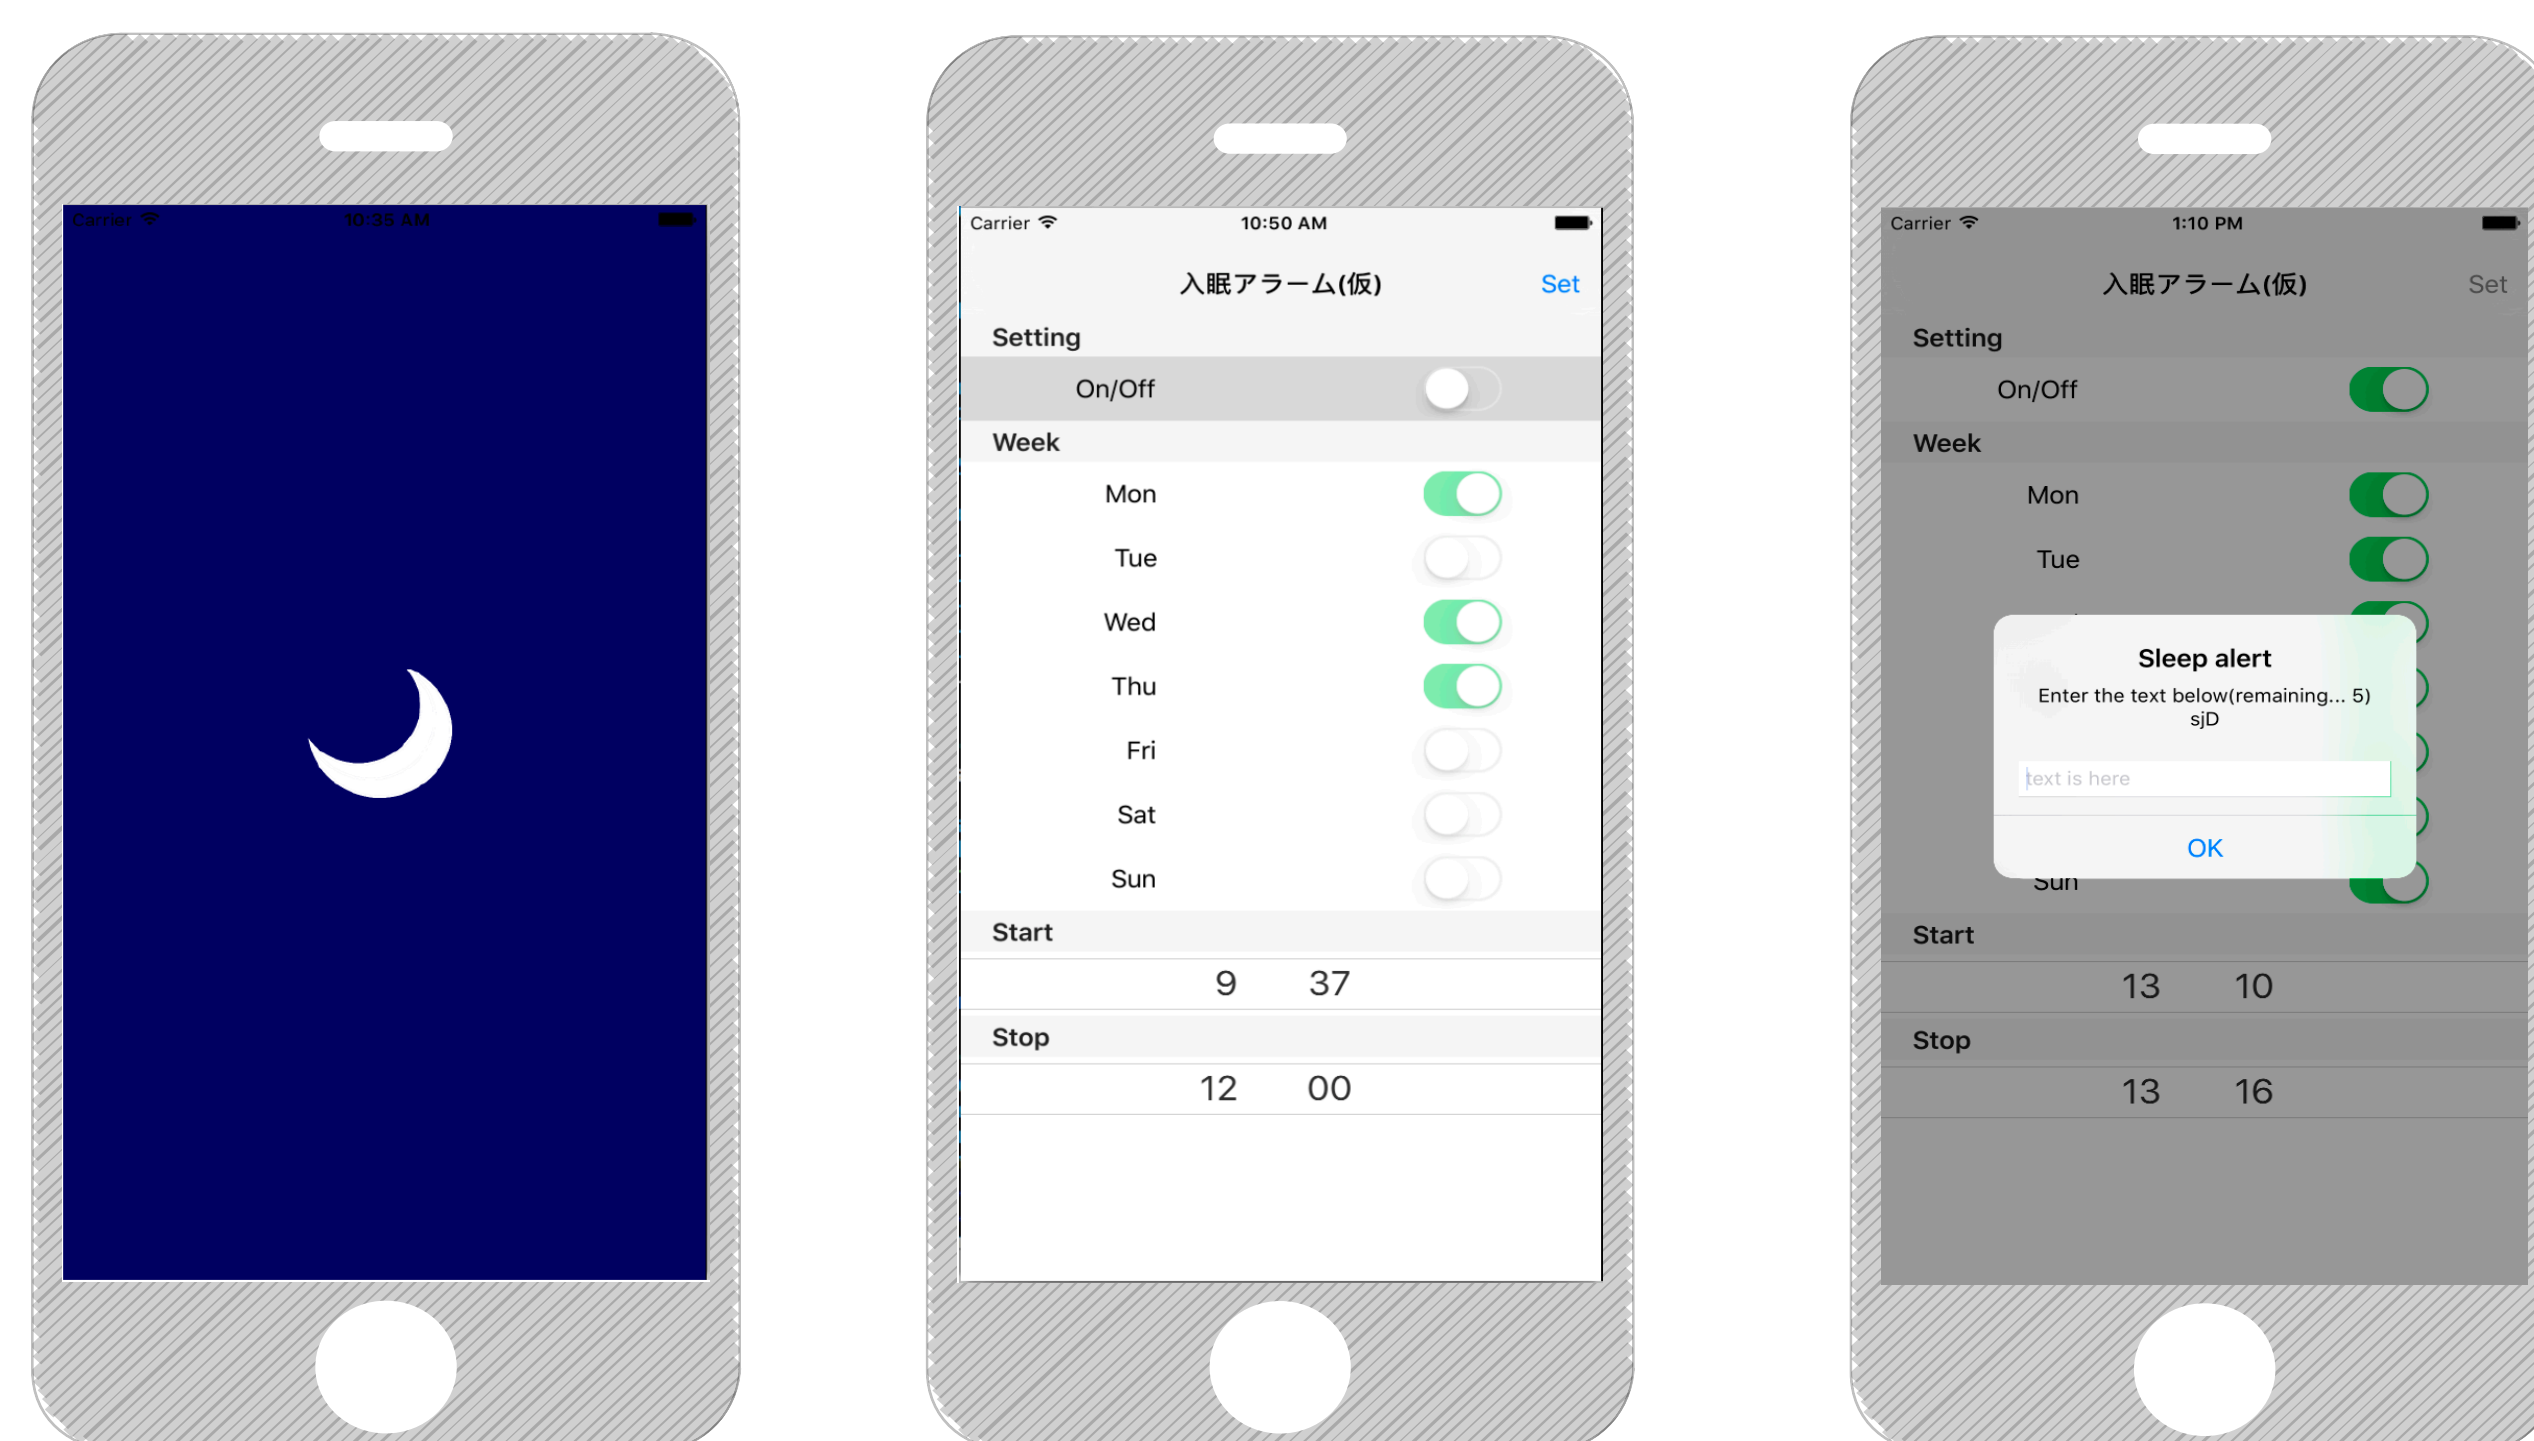 Carrier 10:35 AM
Carrier 10:50 AM
入眠アラーム(仮) Set
Setting
On/Off
Week
Mon
Tue
Wed
Thu
Fri
Sat
Sun
Start
9 37
Stop
12 00
Carrier 1:10 PM
入眠アラーム(仮) Set
Setting
On/Off
Week
Mon
Tue
Sleep alert
Enter the text below(remaining... 5)
sjD
text is here
OK
Sun
Start
13 10
Stop
13 16